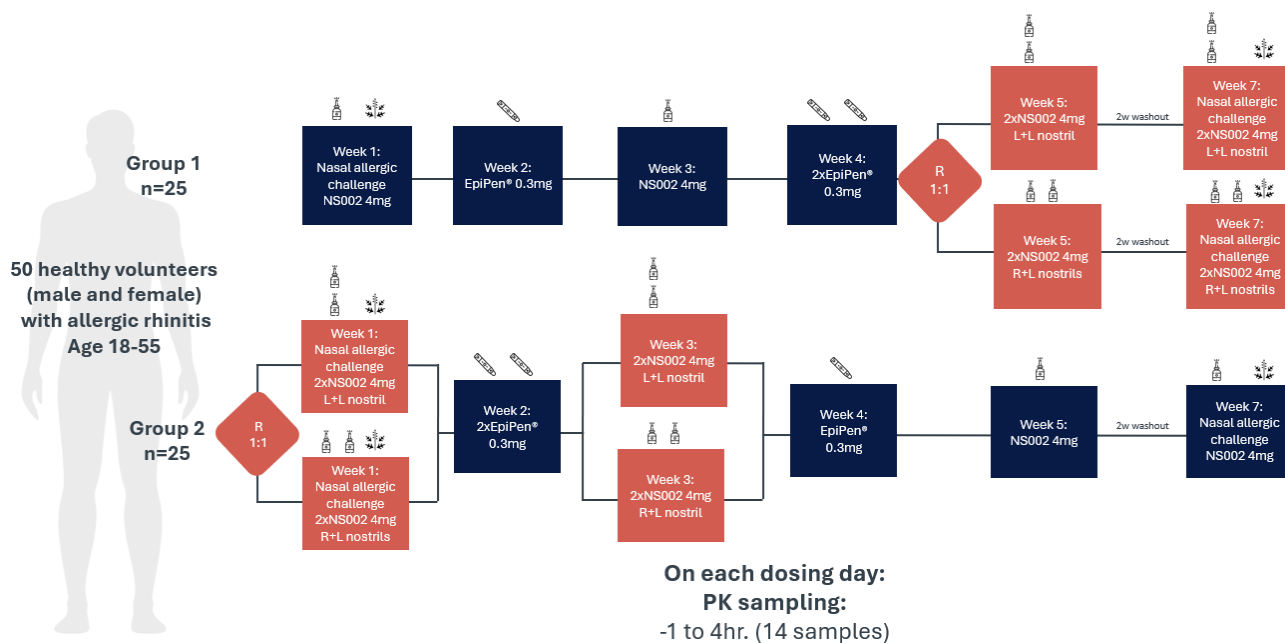 Group 1
n=25
50 healthy volunteers
(male and female)
with allergic rhinitis
Age 18-55
Group 2
n=25
Week 1:
Nasal allergic
challenge
NS002 4mg
Week 2:
EpiPen® 0.3mg
Week 3:
NS002 4mg
Week 4:
2xEpiPen®
0.3mg
R
1:1
Week 5:
2xNS002 4mg
L+L nostril
2w washout
Week 7:
Nasal allergic
challenge
2xNS002 4mg
L+L nostril
Week 5:
2xNS002 4mg
R+L nostrils
2w washout
Week 7:
Nasal allergic
challenge
2xNS002 4mg
R+L nostrils
R
1:1
Week 1:
Nasal allergic
challenge
2xNS002 4mg
L+L nostril
Week 1:
Nasal allergic
challenge
2xNS002 4mg
R+L nostrils
Week 2:
2xEpiPen®
0.3mg
Week 3:
2xNS002 4mg
L+L nostril
Week 3:
2xNS002 4mg
R+L nostril
Week 4:
EpiPen®
0.3mg
Week 5:
NS002 4mg
2w washout
Week 7:
Nasal allergic
challenge
NS002 4mg
On each dosing day:
PK sampling:
-1 to 4hr. (14 samples)